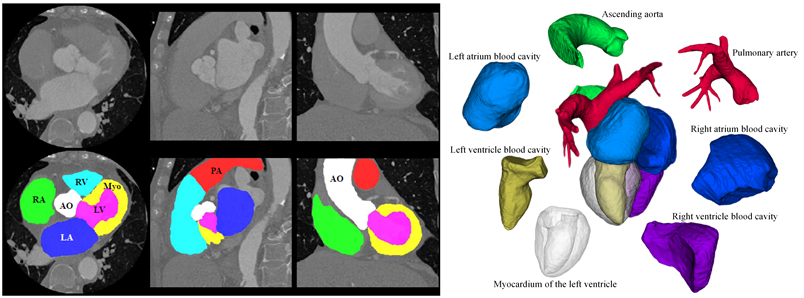 RV
Myo
RA
AO
LV
LA
PA
AO
Ascending aorta
Left atrium blood cavity
Pulmonary artery
Right atrium blood cavity
Left ventricle blood cavity
Right ventricle blood cavity
Myocardium of the left ventricle